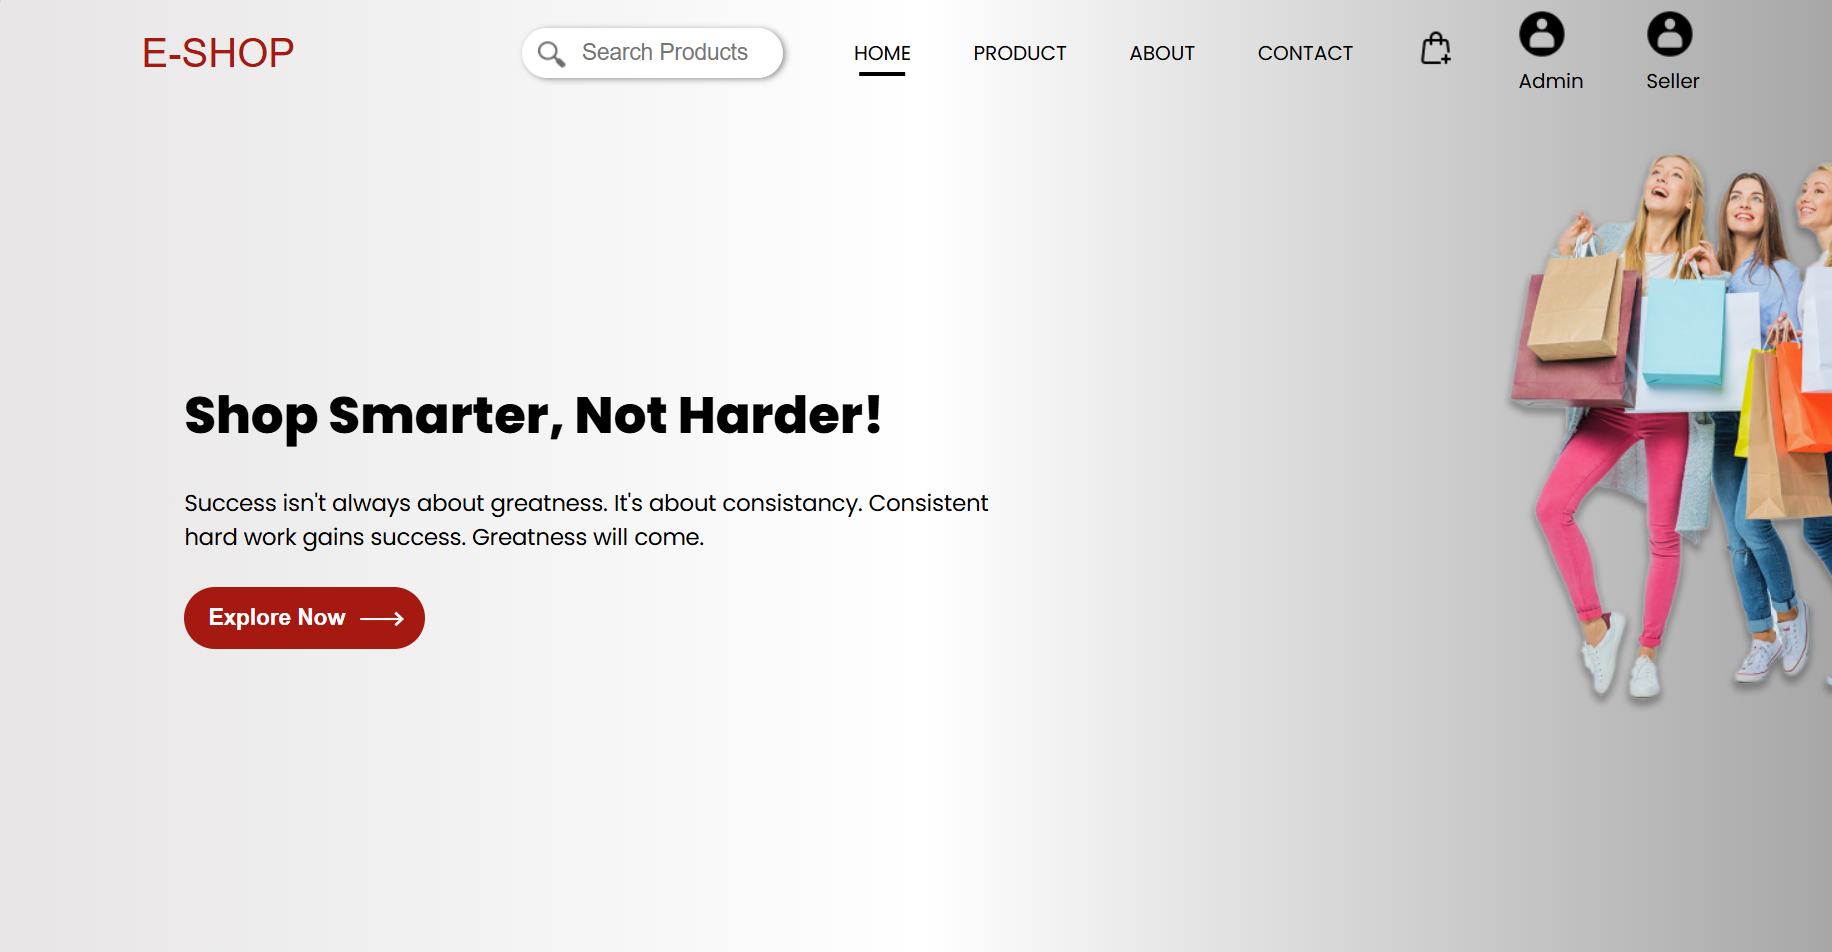 E-SHOP
Search Products
HOME
PRODUCT
ABOUT
CONTACT
Admin
Seller
Shop Smarter, Not Harder!
Success isn't always about greatness. It's about consistancy. Consistent
hard work gains success. Greatness will come.
Explore Now